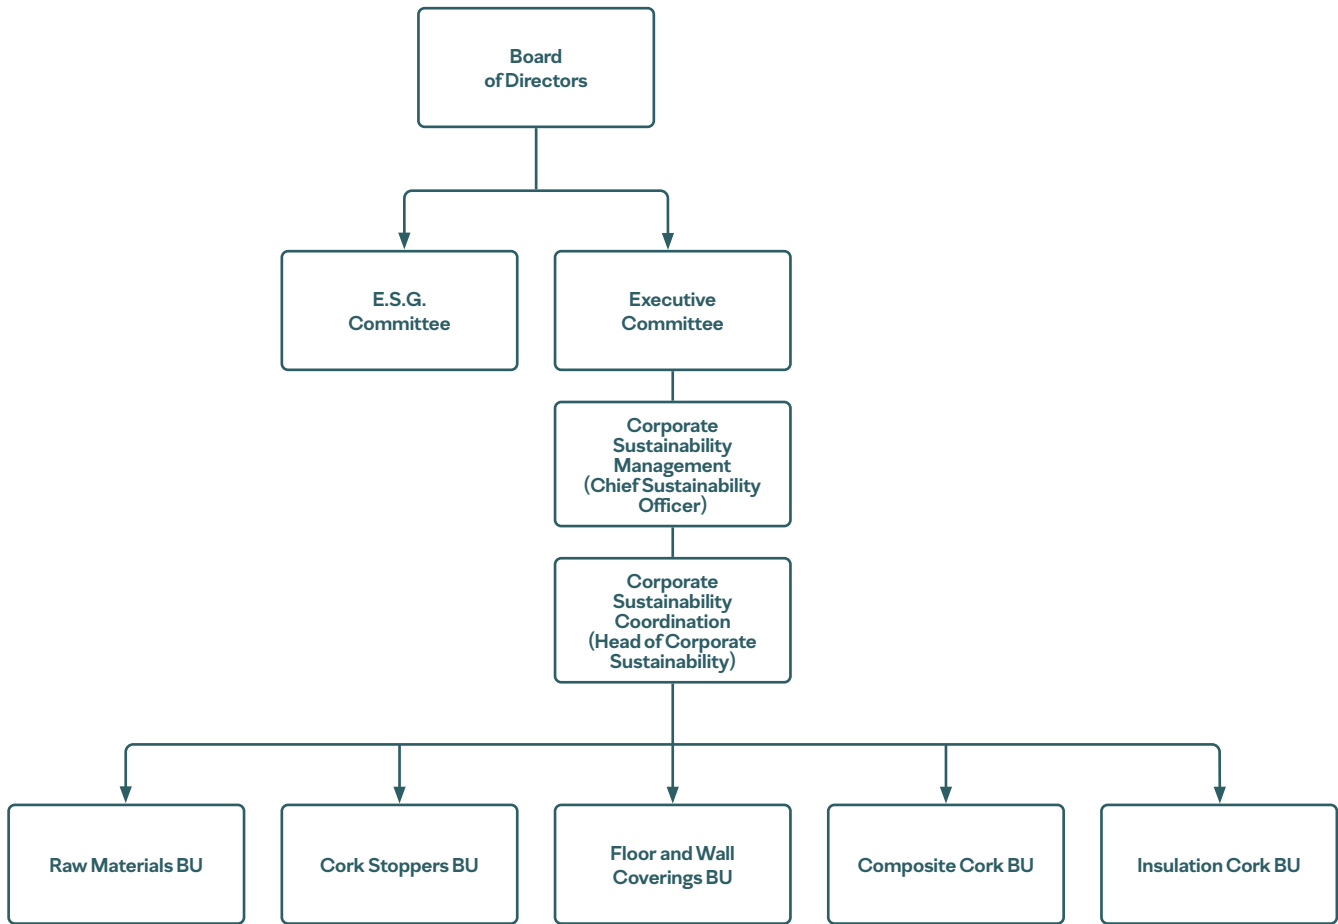 Board
of Directors
E.S.G.
Committee
Executive
Committee
Corporate
Sustainability
Management
(Chief Sustainability
Officer)
Corporate
Sustainability
Coordination
(Head of Corporate
Sustainability)
Raw Materials BU
Cork Stoppers BU
Floor and Wall
Coverings BU
Composite Cork BU
Insulation Cork BU